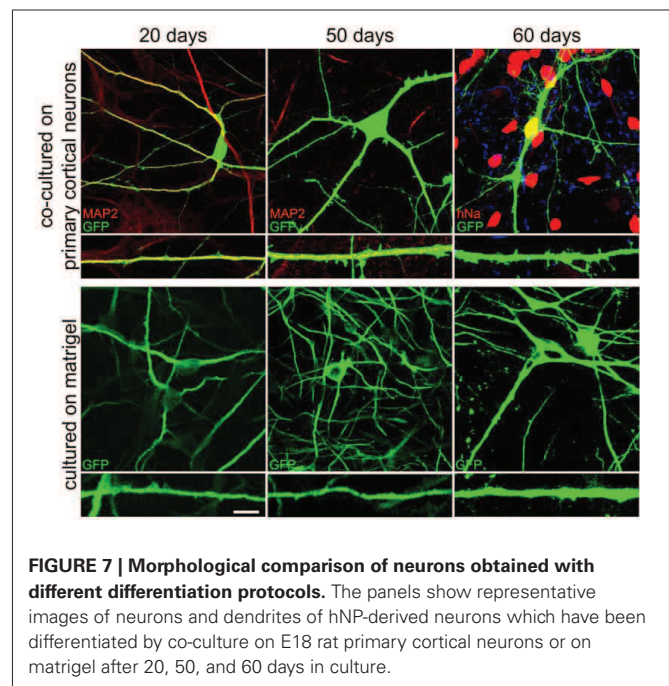 20 days
50 days
60 days
co-cultured on
primary cortical neurons
MAP2
GFP
MAP2
GFP
hNa
GFP
cultured on matrigel
GFP
GFP
GFP
FIGURE 7 | Morphological comparison of neurons obtained with
different differentiation protocols. The panels show representative
images of neurons and dendrites of hNP-derived neurons which have been
differentiated by co-culture on E18 rat primary cortical neurons or on
matrigel after 20, 50, and 60 days in culture.